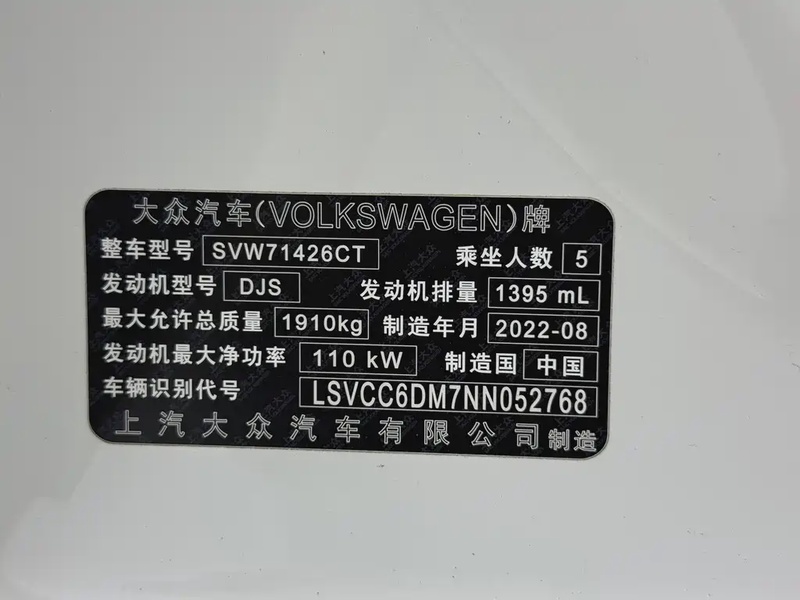 大众汽车(VOLKSWAGEN)牌
整车型号 SVW71426CT 乘坐人数 5
发动机型号 DJS 发动机排量 1395 mL
最大允许总质量 1910kg 制造年月 2022-08
发动机最大净功率 110 kW 制造国 中国
车辆识别代号 LSVCC6DM7NN052768
上汽大众汽车有限公司制造